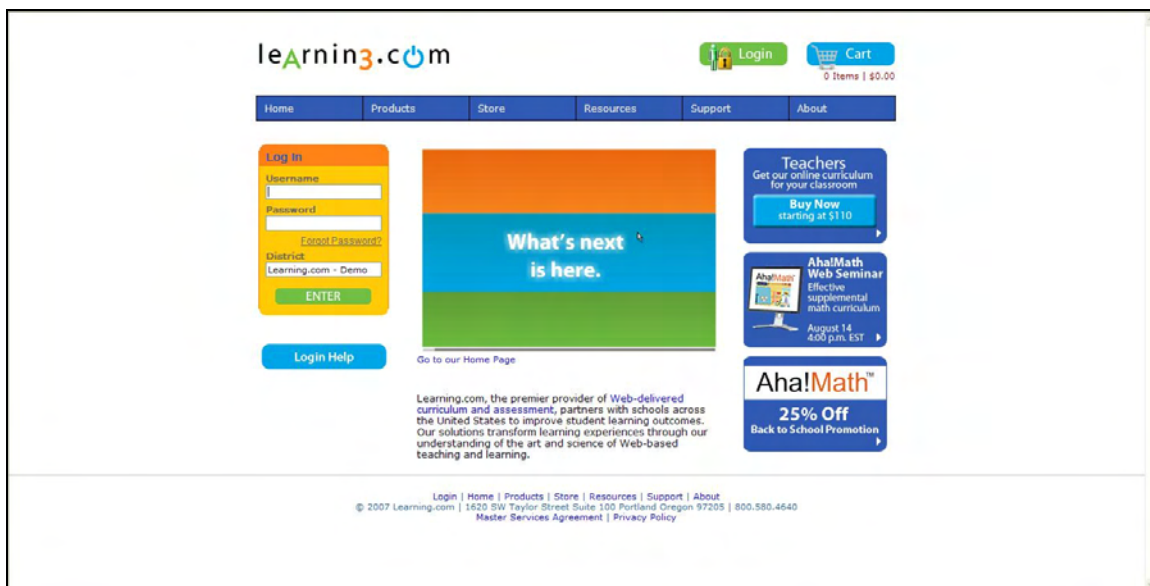 leArnin3.com
Login
Cart
0 Items | $0.00
Home Products Store Resources Support About
Log In
Username
Password
Forgot Password?
District
Learning.com - Demo
ENTER
Login Help
What's next
is here.
Go to our Home Page
Learning.com, the premier provider of Web-delivered
curriculum and assessment, partners with schools across
the United States to improve student learning outcomes.
Our solutions transform learning experiences through our
understanding of the art and science of Web-based
teaching and learning.
Teachers
Get our online curriculum
for your classroom
Buy Now
starting at $110
Aha!Math
Aha!Math
Web Seminar
Effective
supplemental
math curriculum
August 14
4:00 p.m. EST
Aha!Math™
25% Off
Back to School Promotion
Login | Home | Products | Store | Resources | Support | About
© 2007 Learning.com | 1620 SW Taylor Street Suite 100 Portland Oregon 97205 | 800.580.4640
Master Services Agreement | Privacy Policy